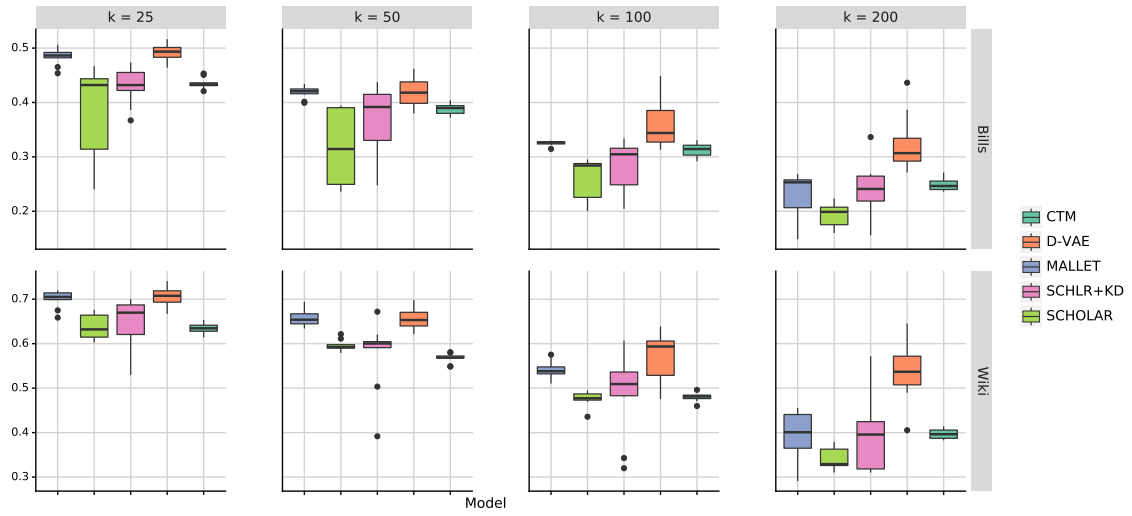 k = 25
k = 50
k = 100
k = 200
0.5
0.4
0.3
0.2
Bills
0.7
0.6
0.5
0.4
0.3
Wiki
Model
CTM
D-VAE
MALLET
SCHLR+KD
SCHOLAR